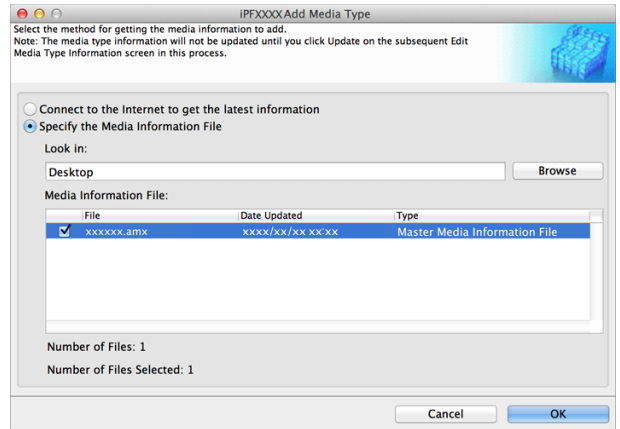 iPFXXXX Add Media Type
Select the method for getting the media information to add.
Note: The media type information will not be updated until you click Update on the subsequent Edit
Media Type Information screen in this process.
Connect to the Internet to get the latest information
Specify the Media Information File
Look in:
Desktop Browse
Media Information File:
File Date Updated Type
xxxxxx.amx xxxx/xx/xx xx:xx Master Media Information File
Number of Files: 1
Number of Files Selected: 1
Cancel OK